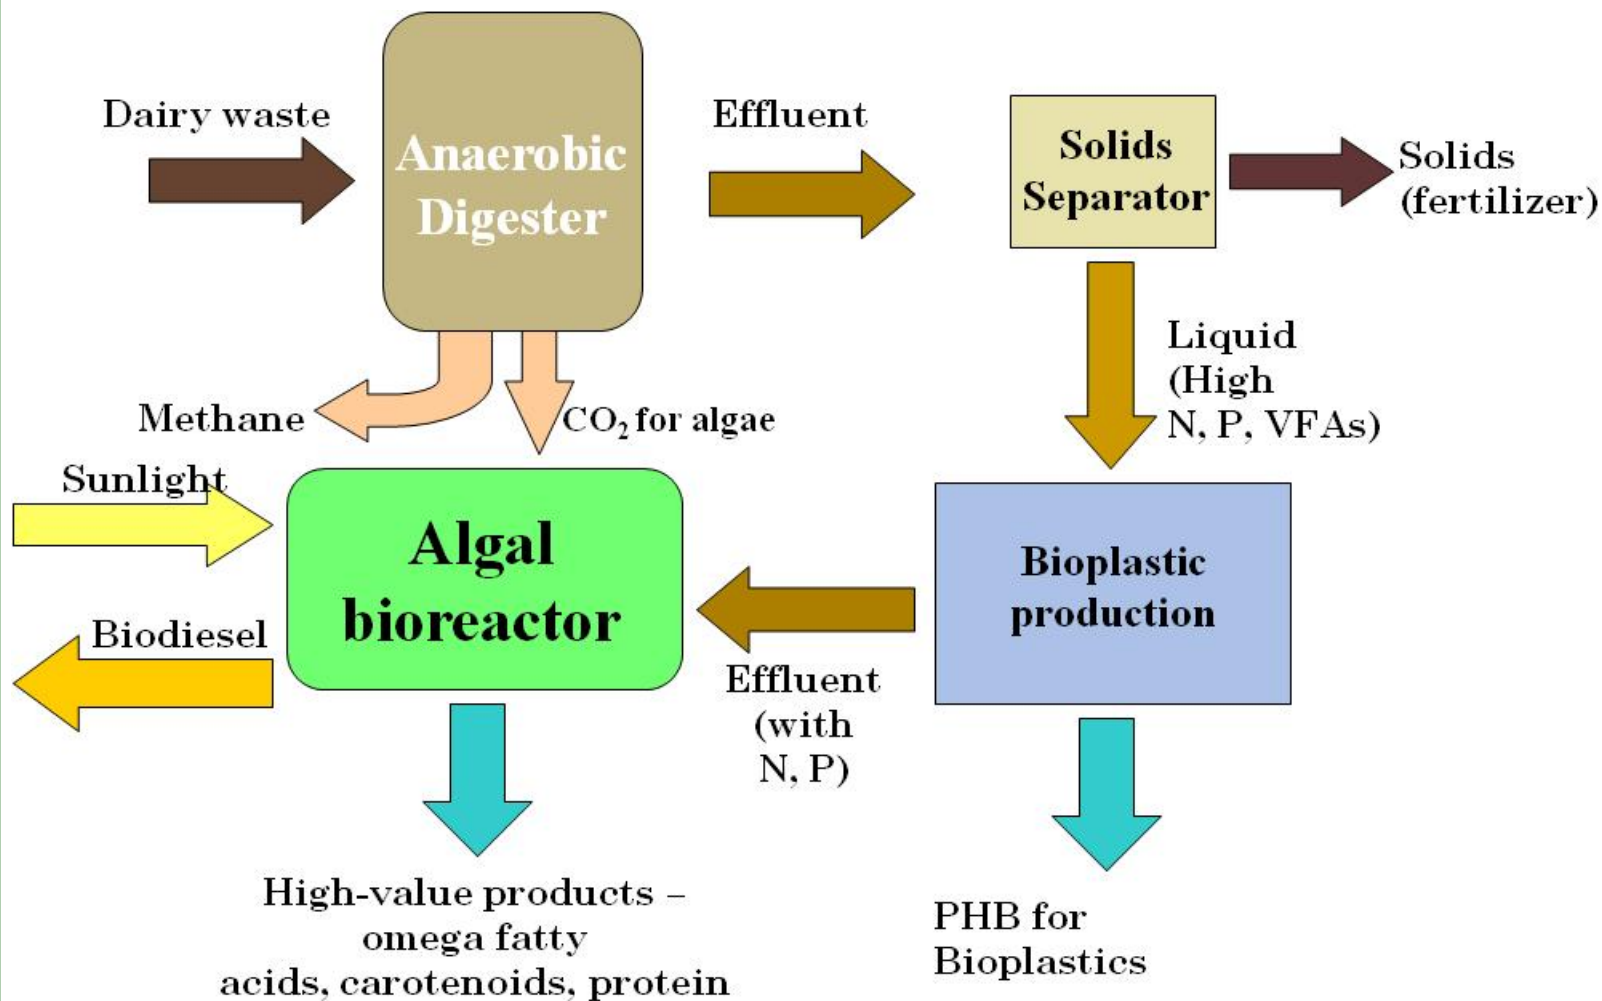 Dairy waste
Anaerobic
Digester
Effluent
Solids
Separator
Solids
(fertilizer)
Liquid
(High
N, P, VFAs)
Methane
CO₂ for algae
Sunlight
Algal
bioreactor
Bioplastic
production
Biodiesel
Effluent
(with
N, P)
High-value products –
omega fatty
acids, carotenoids, protein
PHB for
Bioplastics